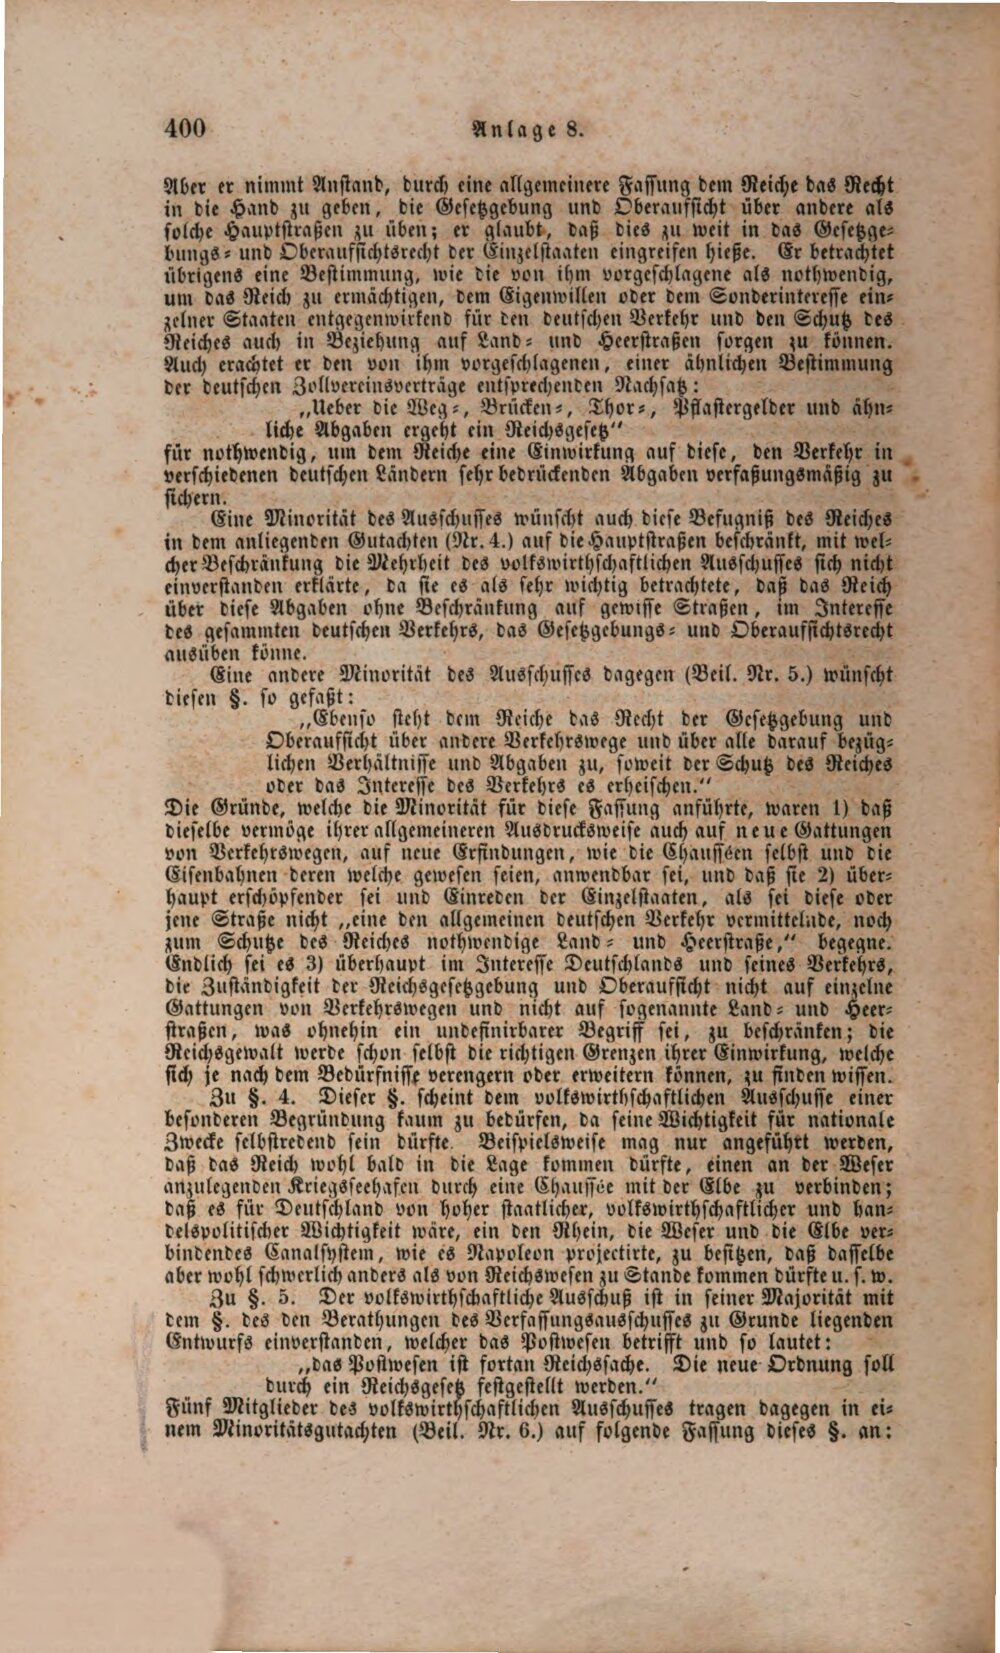 400
Anlage 8.
Aber er nimmt Anstand, durch eine allgemeinere Fassung dem Reiche das Recht
in die Hand zu geben, die Gesetzgebung und Oberaufsicht über andere als
solche Hauptstraßen zu üben; er glaubt, daß dies zu weit in das Gesetzge-
bungs- und Oberaufsichtsrecht der Einzelstaaten eingreifen hieße. Er betrachtet
übrigens eine Bestimmung, wie die von ihm vorgeschlagene als nothwendig,
um das Reich zu ermächtigen, dem Eigenwillen oder dem Sonderinteresse ein-
zelner Staaten entgegenwirkend für den deutschen Verkehr und den Schutz des
Reiches auch in Beziehung auf Land- und Heerstraßen sorgen zu können.
Auch erachtet er den von ihm vorgeschlagenen, einer ähnlichen Bestimmung
der deutschen Zollvereinsverträge entsprechenden Nachsatz:
„Ueber die Weg-, Brücken-, Thor-, Pflastergelder und ähn-
liche Abgaben ergeht ein Reichsgesetz"
für nothwendig, um dem Reiche eine Einwirkung auf diese, den Verkehr in
verschiedenen deutschen Ländern sehr bedrückenden Abgaben verfaßungsmäßig zu
sichern.
Eine Minorität des Ausschusses wünscht auch diese Befugniß des Reiches
in dem anliegenden Gutachten (Nr. 4.) auf die Hauptstraßen beschränkt, mit wel-
cher Beschränkung die Mehrheit des volkswirthschaftlichen Ausschusses sich nicht
einverstanden erklärte, da sie es als sehr wichtig betrachtete, daß das Reich
über diese Abgaben ohne Beschränkung auf gewisse Straßen, im Interesse
des gesammten deutschen Verkehrs, das Gesetzgebungs- und Oberaufsichtsrecht
ausüben könne.
Eine andere Minorität des Ausschusses dagegen (Beil. Nr. 5.) wünscht
diesen §. so gefaßt:
„Ebenso steht dem Reiche das Recht der Gesetzgebung und
Oberaufsicht über andere Verkehrswege und über alle darauf bezüg-
lichen Verhältnisse und Abgaben zu, soweit der Schutz des Reiches
oder das Interesse des Verkehrs es erheischen."
Die Gründe, welche die Minorität für diese Fassung anführte, waren 1) daß
dieselbe vermöge ihrer allgemeineren Ausdrucksweise auch auf neue Gattungen
von Verkehrswegen, auf neue Erfindungen, wie die Chausséen selbst und die
Eisenbahnen deren welche gewesen seien, anwendbar sei, und daß sie 2) über-
haupt erschöpfender sei und Einreden der Einzelstaaten, als sei diese oder
jene Straße nicht „eine den allgemeinen deutschen Verkehr vermittelnde, noch
zum Schutze des Reiches nothwendige Land- und Heerstraße," begegne.
Endlich sei es 3) überhaupt im Interesse Deutschlands und seines Verkehrs,
die Zuständigkeit der Reichsgesetzgebung und Oberaufsicht nicht auf einzelne
Gattungen von Verkehrswegen und nicht auf sogenannte Land- und Heer-
straßen, was ohnehin ein undefinirbarer Begriff sei, zu beschränken; die
Reichsgewalt werde schon selbst die richtigen Grenzen ihrer Einwirkung, welche
sich je nach dem Bedürfnisse verengern oder erweitern können, zu finden wissen.
Zu §. 4. Dieser §. scheint dem volkswirthschaftlichen Ausschusse einer
besonderen Begründung kaum zu bedürfen, da seine Wichtigkeit für nationale
Zwecke selbstredend sein dürfte. Beispielsweise mag nur angeführt werden,
daß das Reich wohl bald in die Lage kommen dürfte, einen an der Weser
anzulegenden Kriegsseehafen durch eine Chaussée mit der Elbe zu verbinden;
daß es für Deutschland von hoher staatlicher, volkswirthschaftlicher und han-
delspolitischer Wichtigkeit wäre, ein den Rhein, die Weser und die Elbe ver-
bindendes Canalsystem, wie es Napoleon projectirte, zu besitzen, daß dasselbe
aber wohl schwerlich anders als von Reichswesen zu Stande kommen dürfte u. s. w.
Zu §. 5. Der volkswirthschaftliche Ausschuß ist in seiner Majorität mit
dem §. des den Berathungen des Verfassungsausschusses zu Grunde liegenden
Entwurfs einverstanden, welcher das Postwesen betrifft und so lautet:
„das Postwesen ist fortan Reichssache. Die neue Ordnung soll
durch ein Reichsgesetz festgestellt werden."
Fünf Mitglieder des volkswirthschaftlichen Ausschusses tragen dagegen in ei-
nem Minoritätsgutachten (Beil. Nr. 6.) auf folgende Fassung dieses §. an: